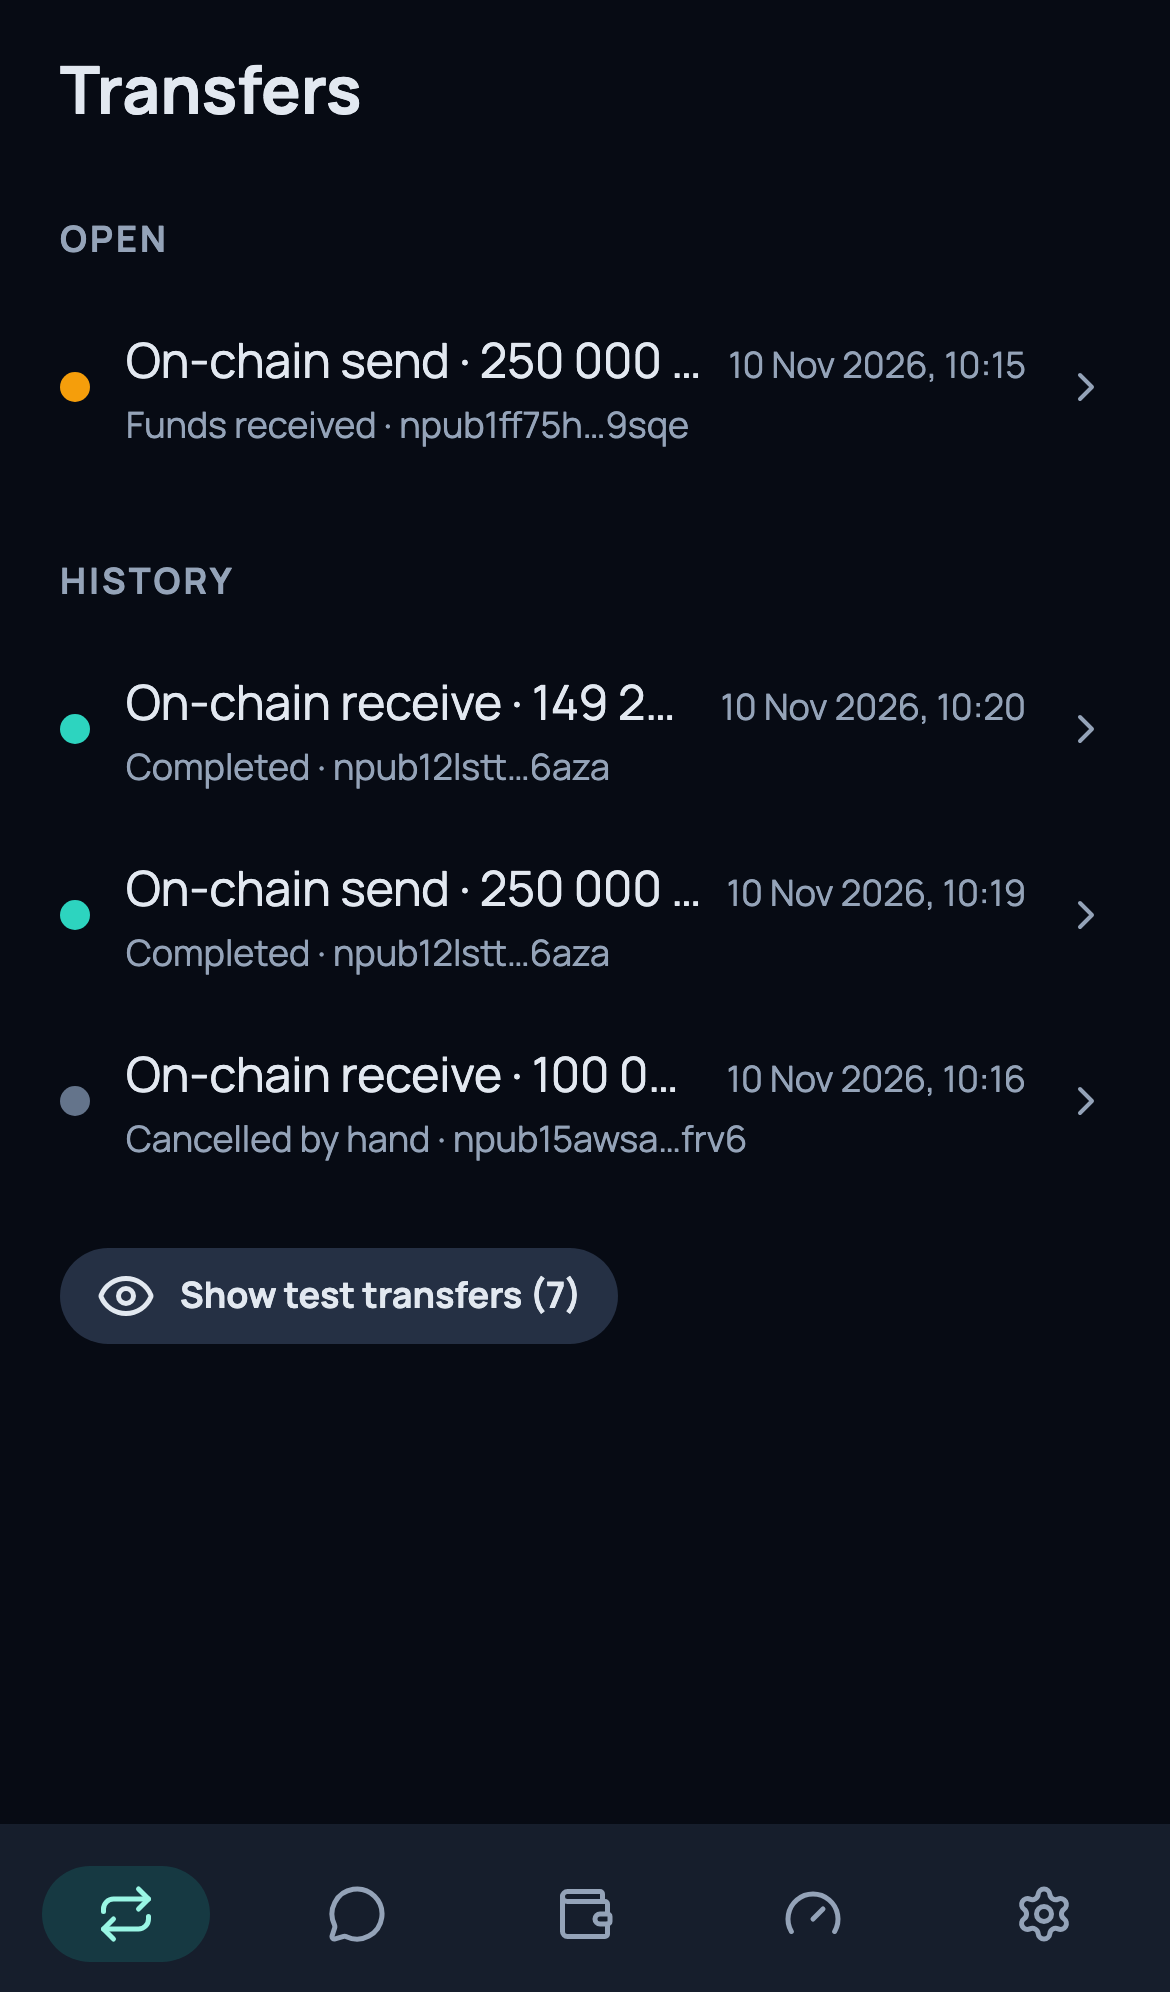 Transfers
OPEN
On-chain send · 250 000 ... 10 Nov 2026, 10:15
Funds received · npub1ff75h...9sqe
HISTORY
On-chain receive · 149 2... 10 Nov 2026, 10:20
Completed · npub12lstt...6aza
On-chain send · 250 000 ... 10 Nov 2026, 10:19
Completed · npub12lstt...6aza
On-chain receive · 100 0... 10 Nov 2026, 10:16
Cancelled by hand · npub15awsa...frv6
Show test transfers (7)